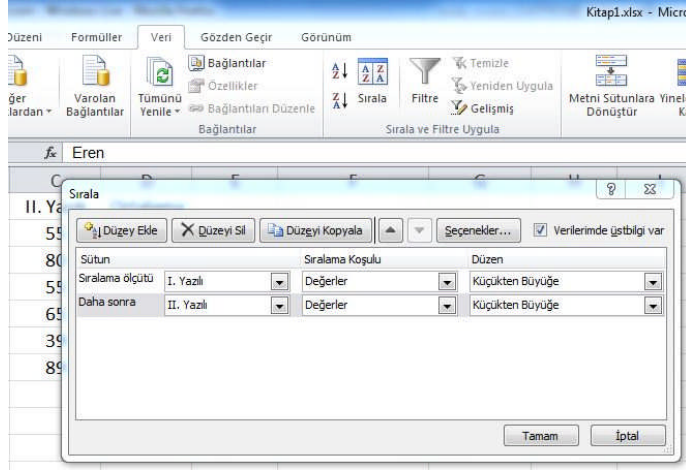 Kitap1.xlsx - Micro
Düzeni Formüller Veri Gözden Geçir Görünüm
ğer
lardan
Varolan
Bağlantılar
Tümünü
Yenile
Bağlantılar
Özellikler
Bağlantıları Düzenle
Bağlantılar
Sırala
Filtre
Temizle
Yeniden Uygula
Gelişmiş
Sırala ve Filtre Uygula
Metni Sütunlara
Dönüştür
Yinel
K
fx Eren
C D E F G H I
II. Ya
55
80
55
65
39
89
Sırala
Düzey Ekle Düzeyi Sil Düzeyi Kopyala Seçenekler... Verilerimde üstbilgi var
Sütun Sıralama Koşulu Düzen
Sıralama ölçütü I. Yazılı Değerler Küçükten Büyüğe
Daha sonra II. Yazılı Değerler Küçükten Büyüğe
Tamam İptal